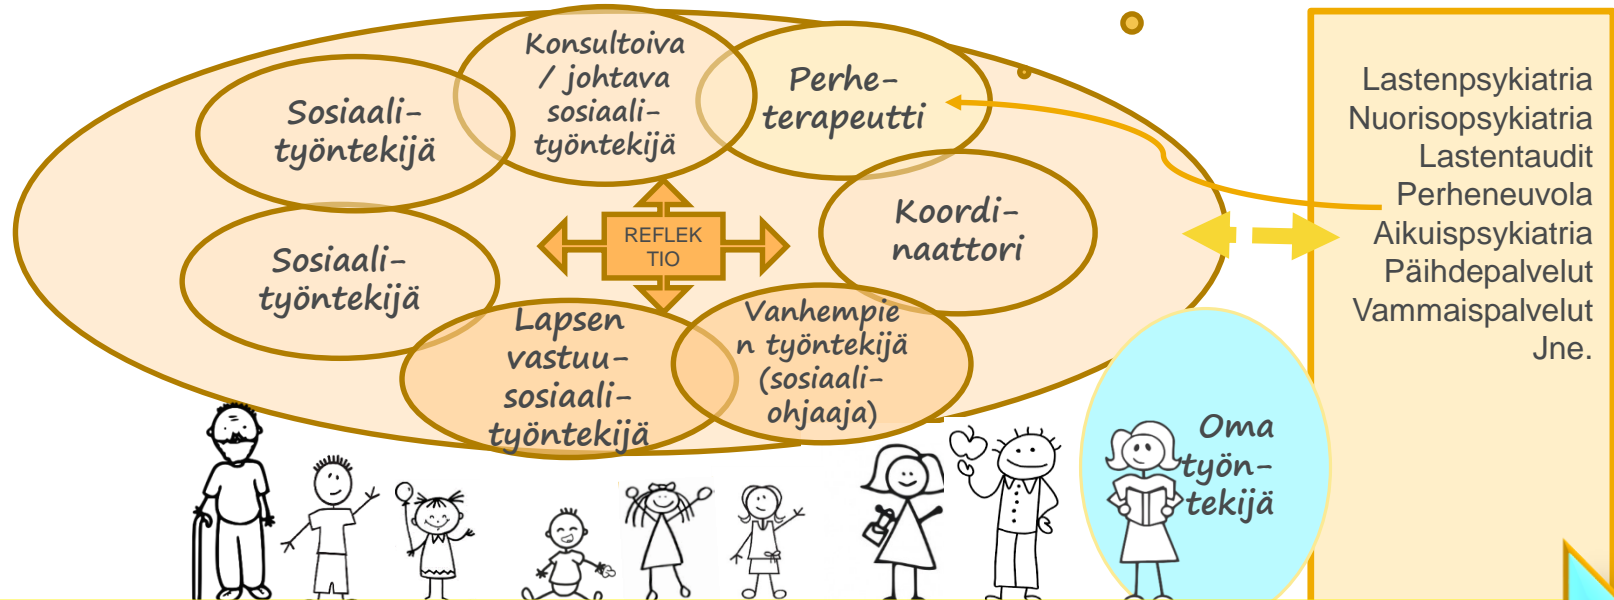 Konsultoiva
/ johtava
sosiaali-
työntekijä
Perhe-
terapeutti
Sosiaali-
työntekijä
Koordi-
naattori
REFLEK
TIO
Sosiaali-
työntekijä
Lapsen
vastuu-
sosiaali-
työntekijä
Vanhempie
n työntekijä
(sosiaali-
ohjaaja)
Oma
työn-
tekijä
Lastenpsykiatria
Nuorisopsykiatria
Lastentaudit
Perheneuvola
Aikuispsykiatria
Päihdepalvelut
Vammaispalvelut
Jne.